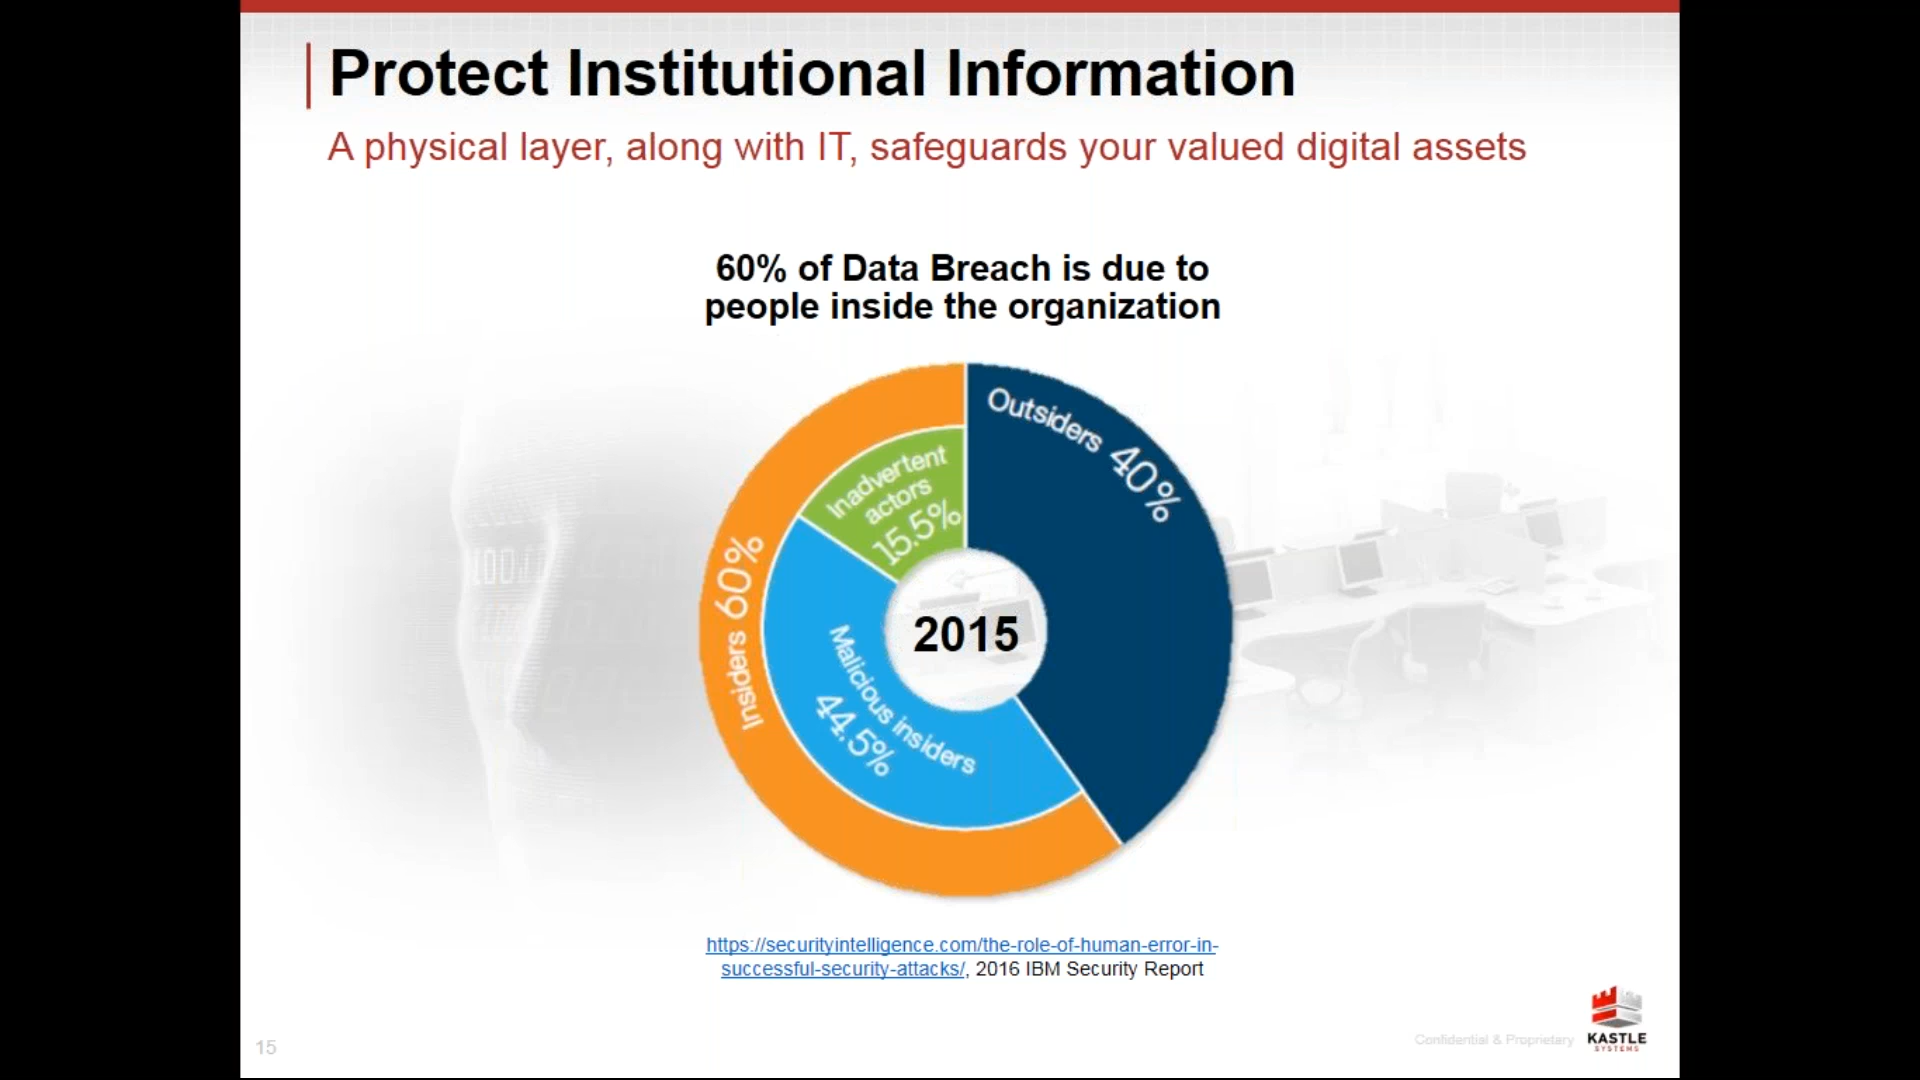 Protect Institutional Information
A physical layer, along with IT, safeguards your valued digital assets
60% of Data Breach is due to
people inside the organization
Outsiders 40%
Inadvertent
actors
15.5%
Insiders 60%
Malicious insiders
44.5%
2015
https://securityintelligence.com/the-role-of-human-error-in-
successful-security-attacks/, 2016 IBM Security Report
15
Confidential & Proprietary
KASTLE
SYSTEMS